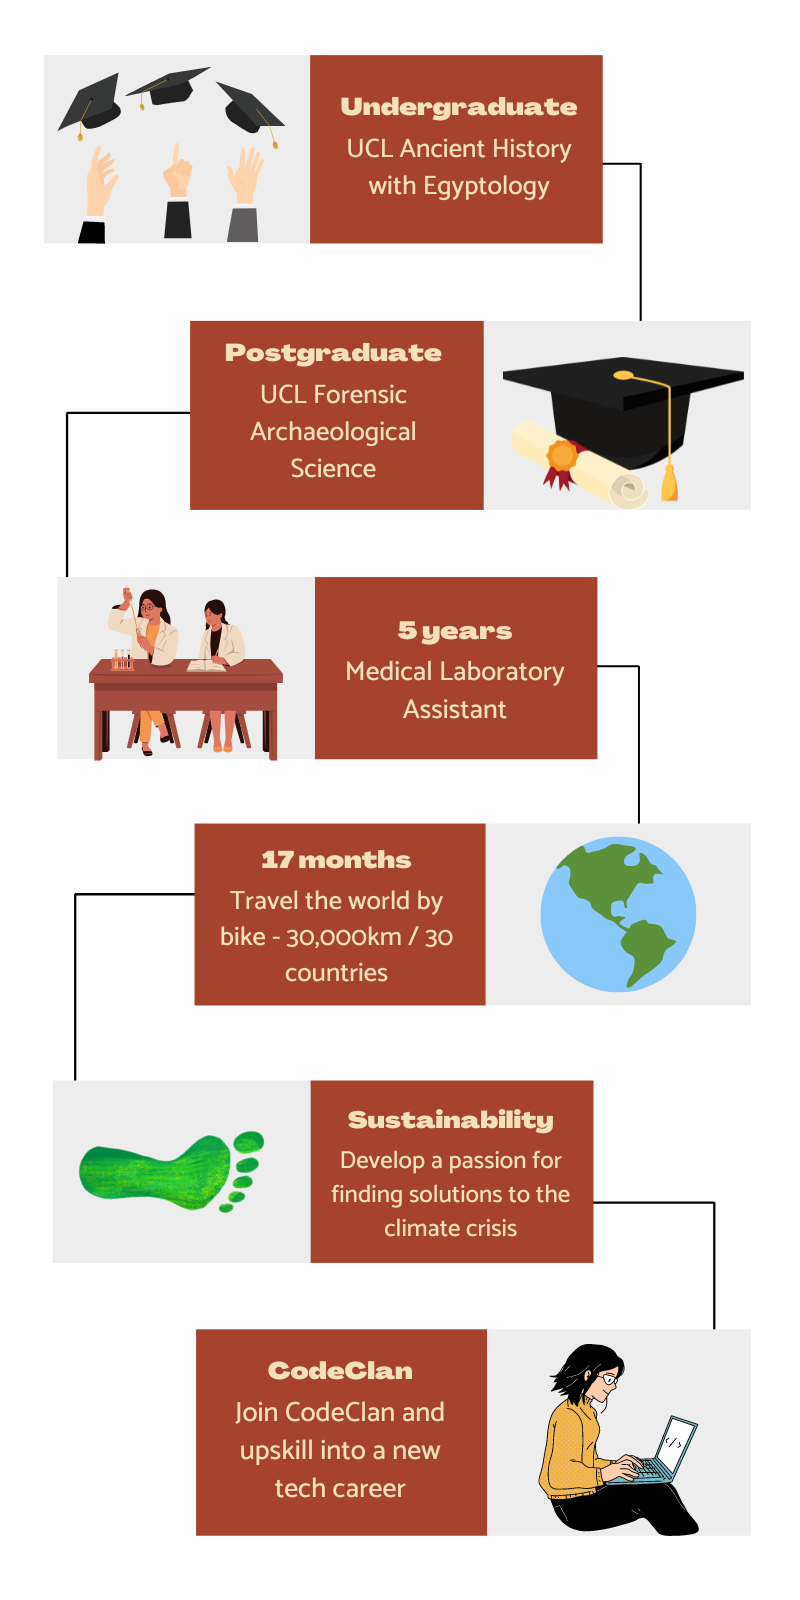 Undergraduate
UCL Ancient History
with Egyptology
Postgraduate
UCL Forensic
Archaeological
Science
5 years
Medical Laboratory
Assistant
17 months
Travel the world by
bike - 30,000km / 30
countries
Sustainability
Develop a passion for
finding solutions to the
climate crisis
CodeClan
Join CodeClan and
upskill into a new
tech career
</>